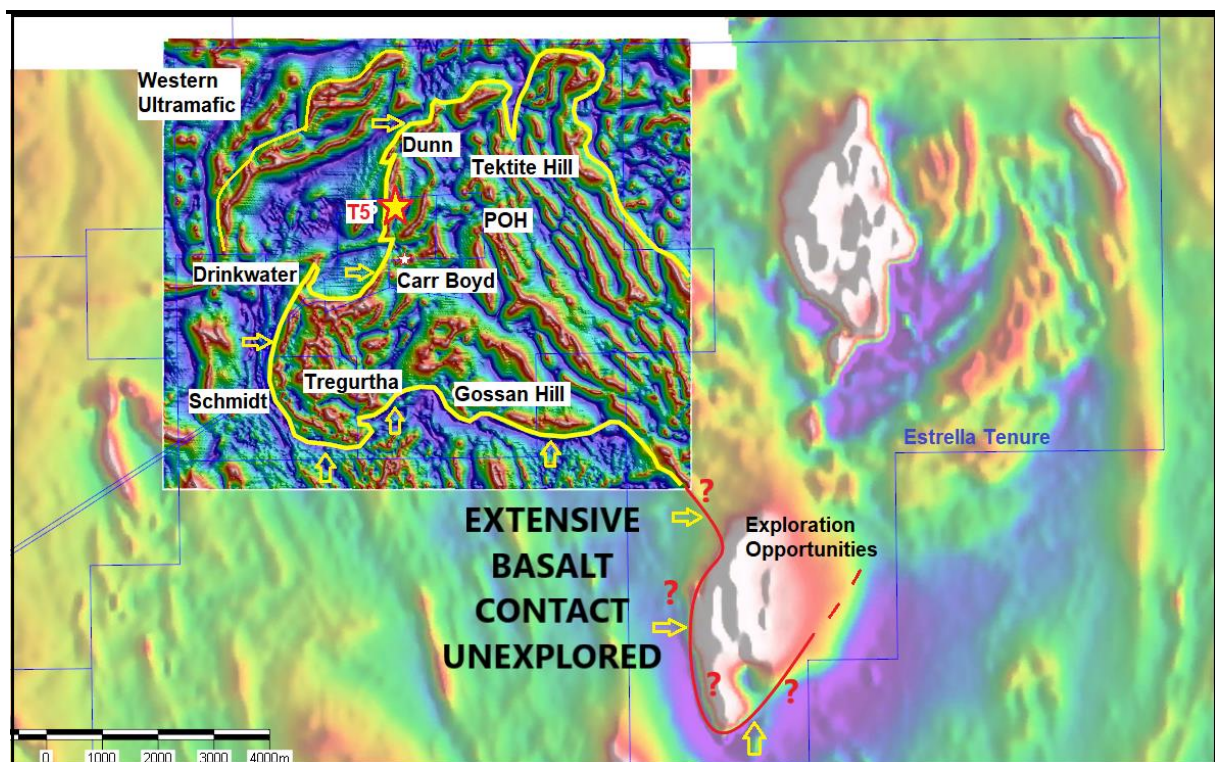 Western
Ultramafic
Dunn
Tektite Hill
T5
POH
Drinkwater
Carr Boyd
Tregurtha
Schmidt
Gossan Hill
Estrella Tenure
?
EXTENSIVE
BASALT
CONTACT
UNEXPLORED
Exploration
Opportunities
?
?
?
0 1000 2000 3000 4000m